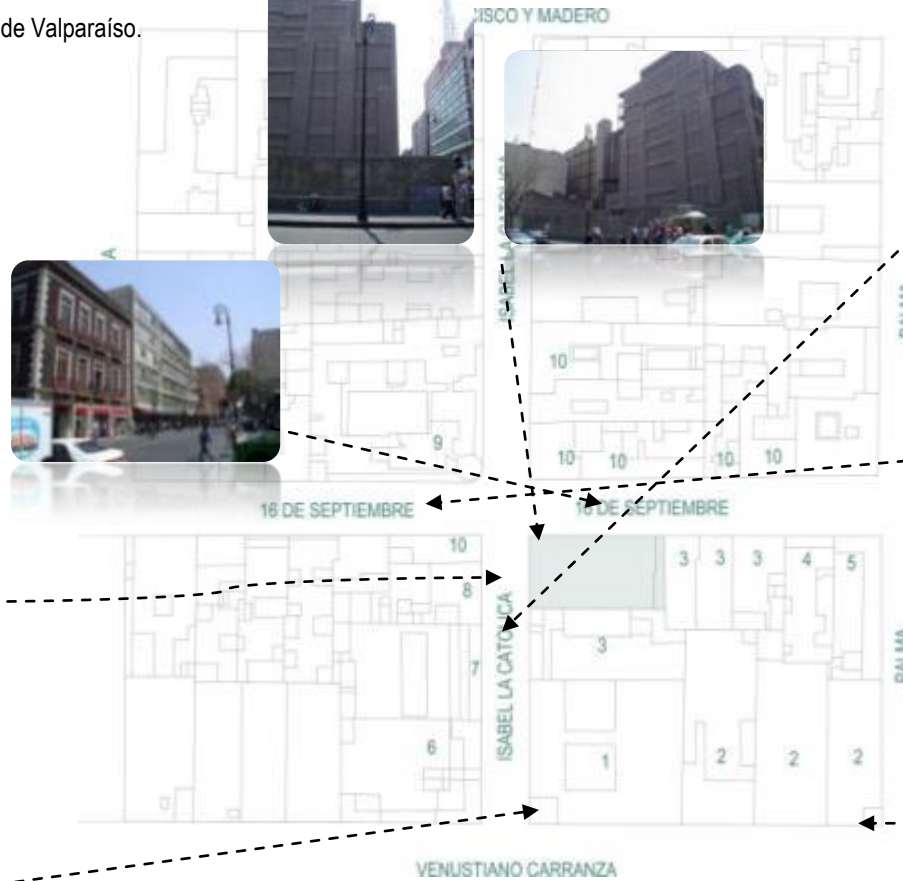 de Valparaíso.
ISCO Y MADERO
ISABEL LA CATOLICA
A
PALMA
10
9
10 10 10 10
16 DE SEPTIEMBRE
16 DE SEPTIEMBRE
10
3 3 3 4 5
8
ISABEL LA CATOLICA
3
7
PALMA
6
1 2 2 2
VENUSTIANO CARRANZA